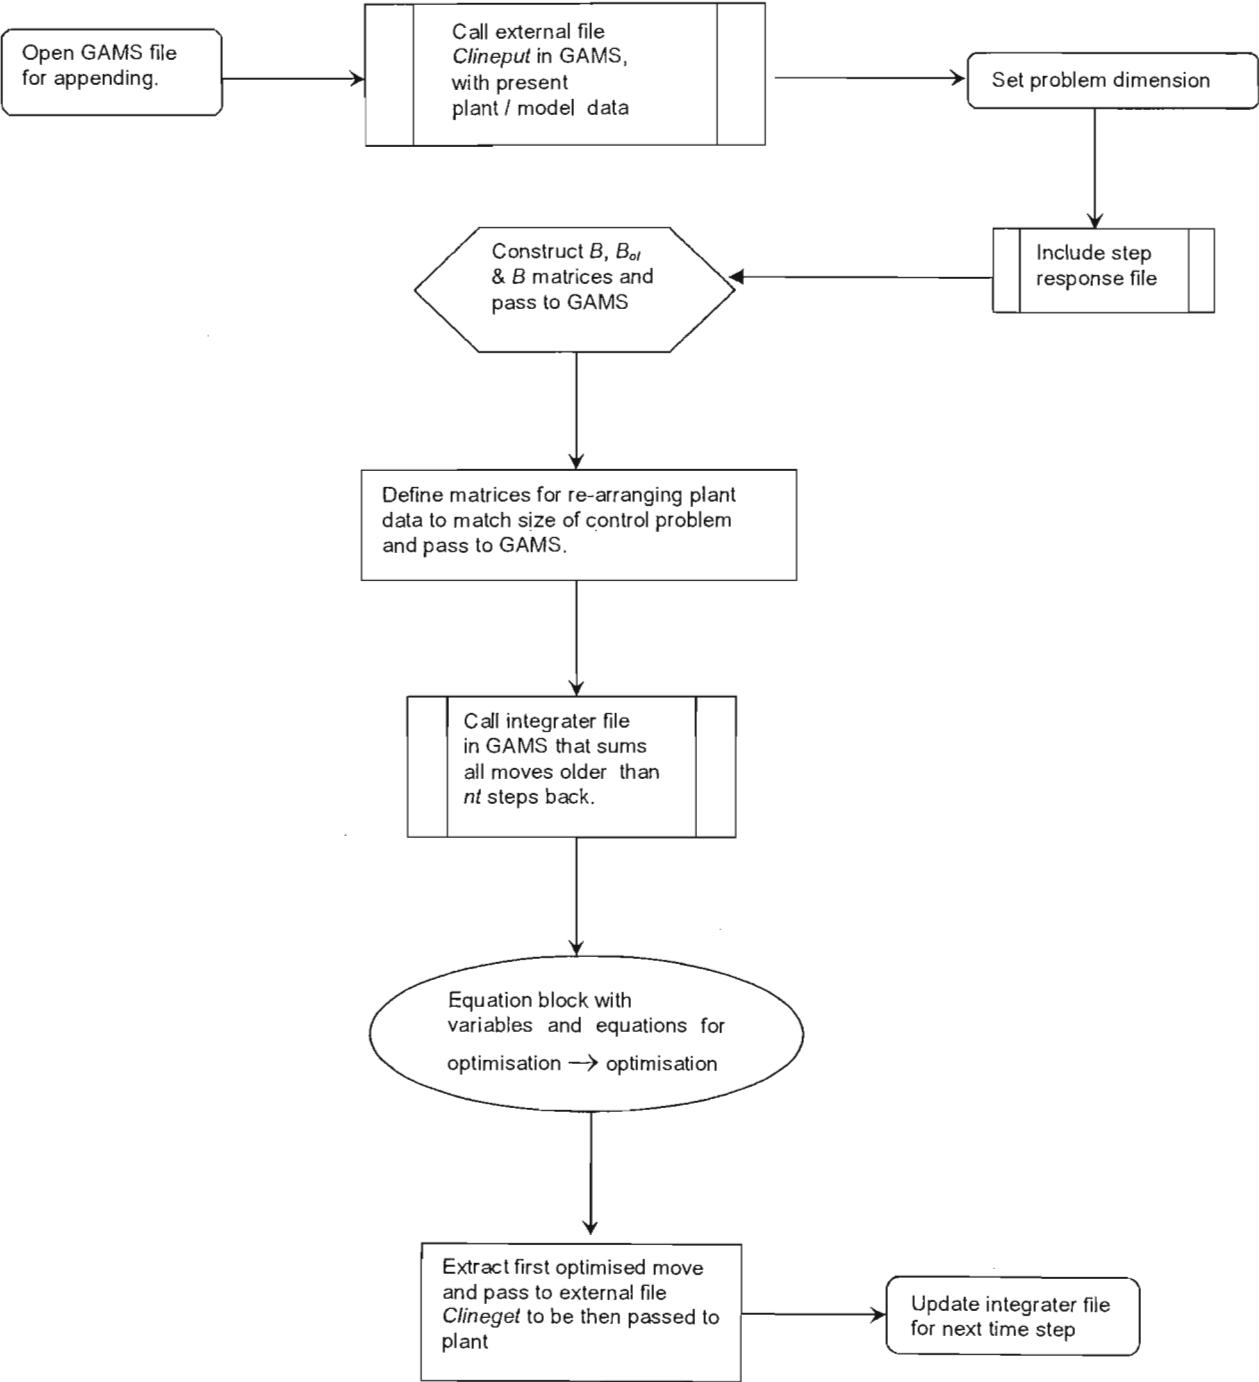 Open GAMS file
for appending.
Call external file
Clineput in GAMS,
with present
plant / model data
Set problem dimension
Include step
response file
Construct B, Bol
& B matrices and
pass to GAMS
Define matrices for re-arranging plant
data to match size of control problem
and pass to GAMS.
Call integrater file
in GAMS that sums
all moves older than
nt steps back.
Equation block with
variables and equations for
optimisation → optimisation
Extract first optimised move
and pass to external file
Clineget to be then passed to
plant
Update integrater file
for next time step